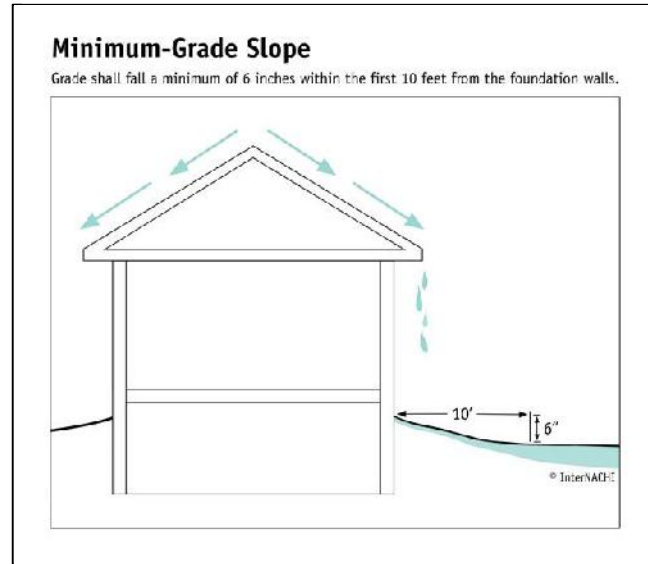 Minimum-Grade Slope
Grade shall fall a minimum of 6 inches within the first 10 feet from the foundation walls.
10'
6"
© InterNACHI